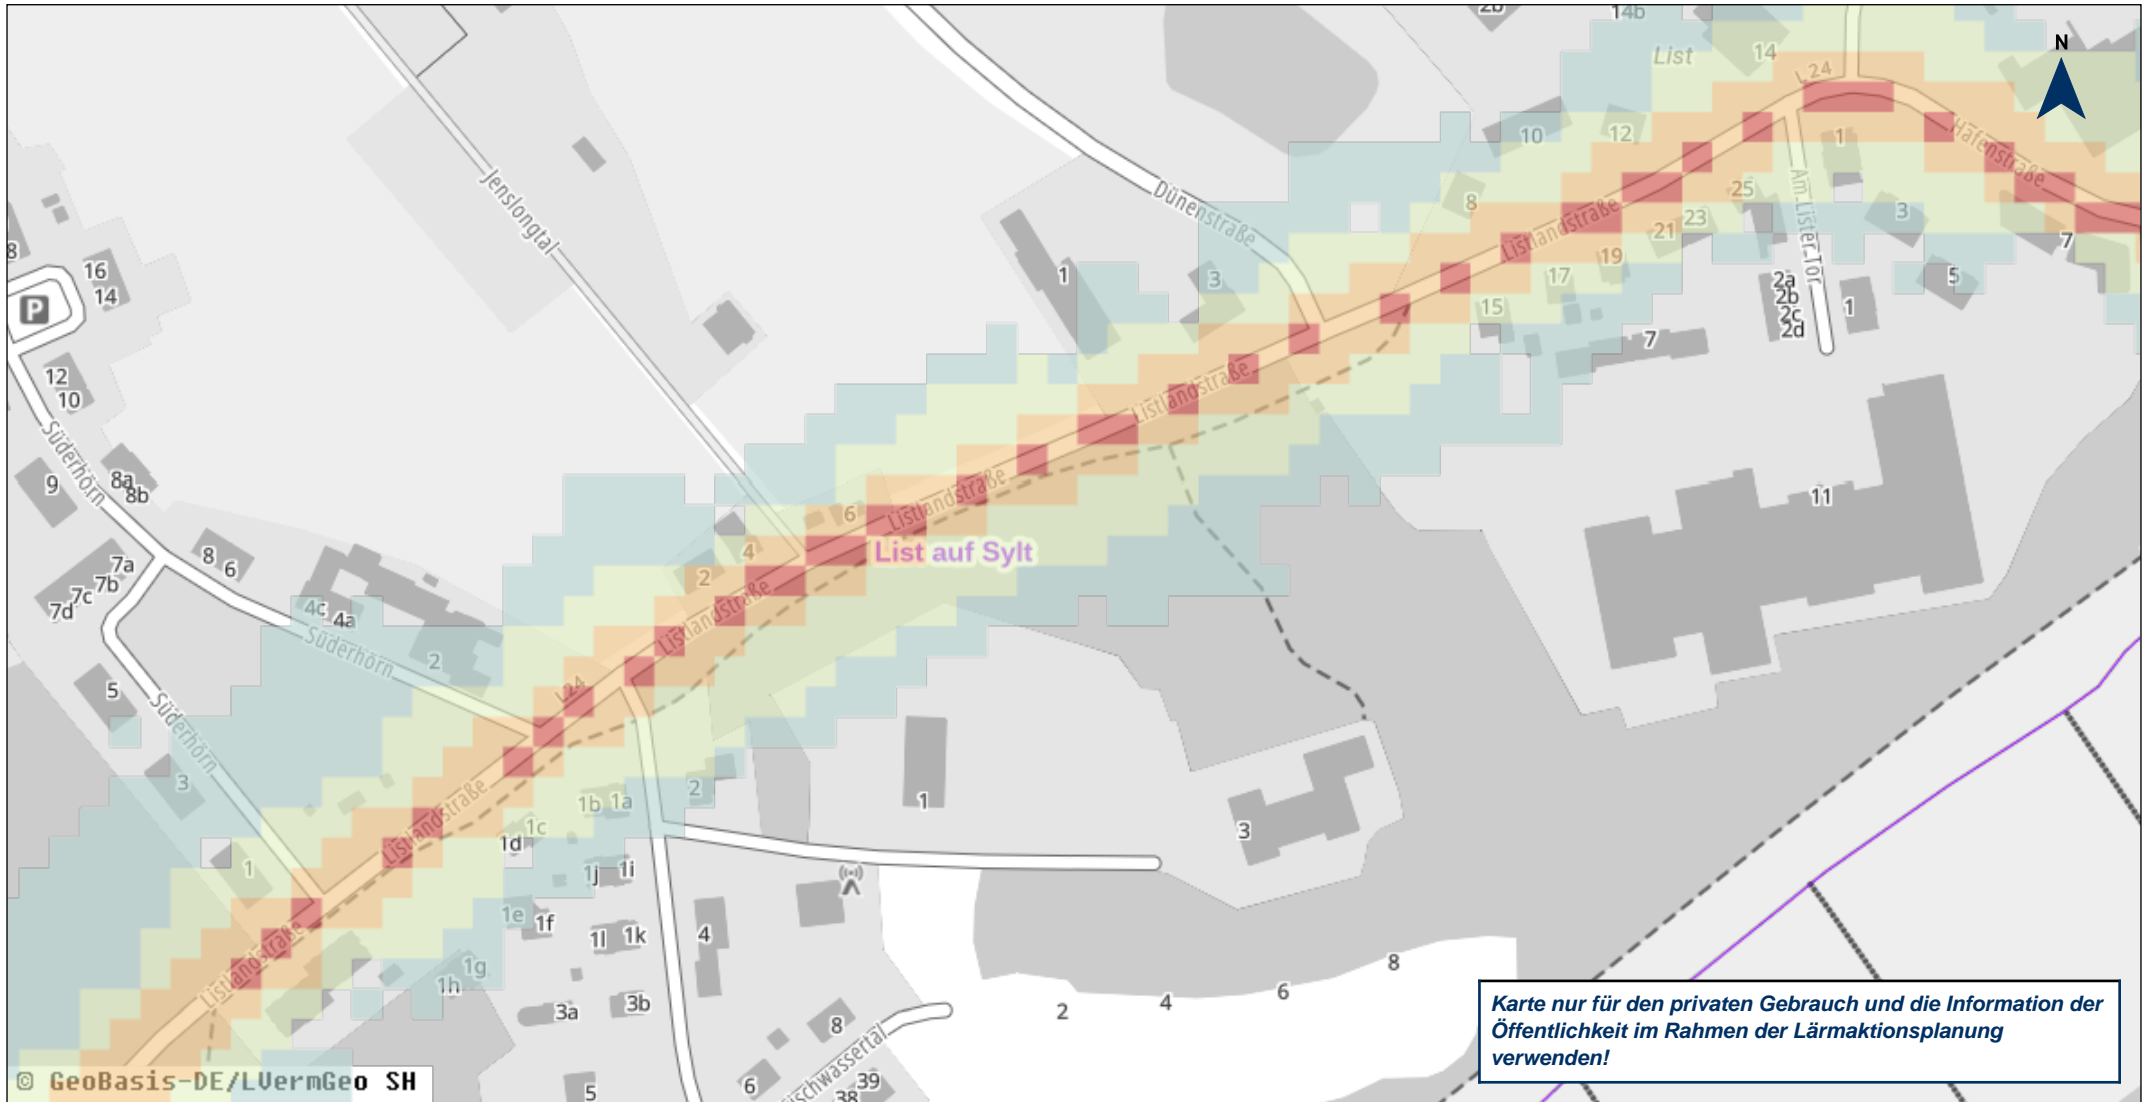 2b
14b
List
14
L 24
N
10
12
1
Hafenstraße
Jenslongtal
Dünenstraße
8
25
Am Lister Tor
3
23
21
Listlandstraße
8
16
14
P
1
3
19
17
15
7
5
2a
2b
2c
2d
1
7
12
10
Listlandstraße
Süderhörn
9
8a
8b
6
Listlandstraße
11
4
List auf Sylt
2
8
6
7a
7b
7c
7d
4c
4a
Süderhörn
2
Listlandstraße
L 24
5
Süderhörn
3
2
1b
1a
1
1c
1d
Listlandstraße
3
1
1j
1i
1e
1f
1l
1k
4
Listlandstraße
1g
1h
8
6
4
2
3a
3b
8
6
39
38
5
Karte nur für den privaten Gebrauch und die Information der
Öffentlichkeit im Rahmen der Lärmaktionsplanung
verwenden!
© GeoBasis-DE/LVermGeo SH